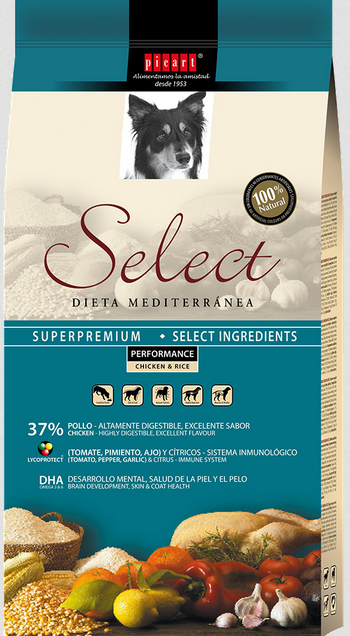 picart®
Alimentamos la amistad
desde 1953
100%
Natural
Select
DIETA MEDITERRÁNEA
SUPERPREMIUM • SELECT INGREDIENTS
PERFORMANCE
CHICKEN & RICE
37% POLLO - ALTAMENTE DIGESTIBLE, EXCELENTE SABOR
CHICKEN - HIGHLY DIGESTIBLE, EXCELLENT FLAVOUR
LYCOPROTECT® (TOMATE, PIMIENTO, AJO) Y CÍTRICOS - SISTEMA INMUNOLÓGICO
(TOMATO, PEPPER, GARLIC) & CITRUS - IMMUNE SYSTEM
DHA DESARROLLO MENTAL, SALUD DE LA PIEL Y EL PELO
OMEGA 3 & 6 BRAIN DEVELOPMENT, SKIN & COAT HEALTH